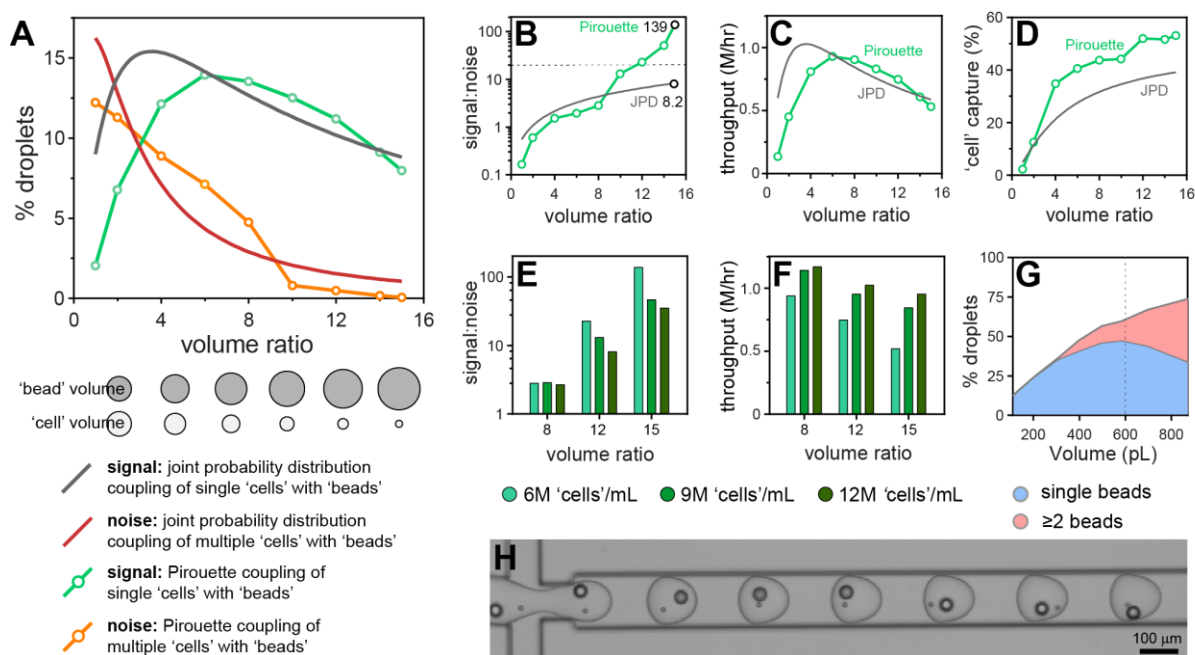 A
% droplets
15
10
5
0
0
4
8
12
16
volume ratio
'bead' volume
'cell' volume
signal: joint probability distribution
coupling of single 'cells' with 'beads'
noise: joint probability distribution
coupling of multiple 'cells' with 'beads'
signal: Pirouette coupling of
single 'cells' with 'beads'
noise: Pirouette coupling of
multiple 'cells' with 'beads'
B
signal:noise
100
10
1
0.1
Pirouette 139
JPD 8.2
0
4
8
12
16
volume ratio
C
throughput (M/hr)
1.0
0.5
0
Pirouette
JPD
0
4
8
12
16
volume ratio
D
'cell' capture (%)
60
40
20
0
Pirouette
JPD
0
4
8
12
16
volume ratio
E
signal:noise
100
10
1
8
12
15
volume ratio
F
throughput (M/hr)
1.0
0.5
0
8
12
15
volume ratio
6M 'cells'/mL
9M 'cells'/mL
12M 'cells'/mL
G
% droplets
100
75
50
25
0
200
400
600
800
Volume (pL)
single beads
≥2 beads
H
100 µm